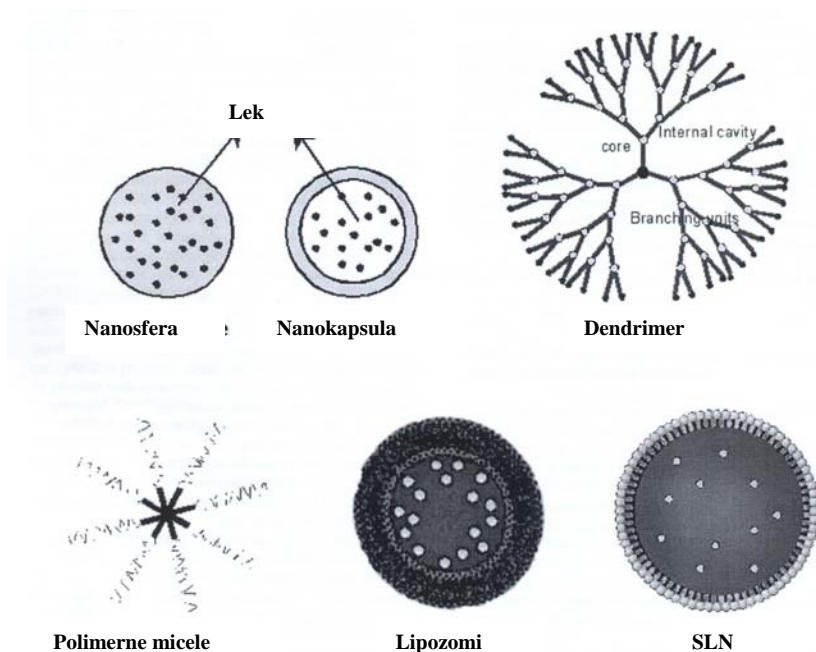 Lek
Internal cavity
core
Branching units
Nanosfera e
Nanokapsula
Dendrimer
Polimerne micele
Lipozomi
SLN